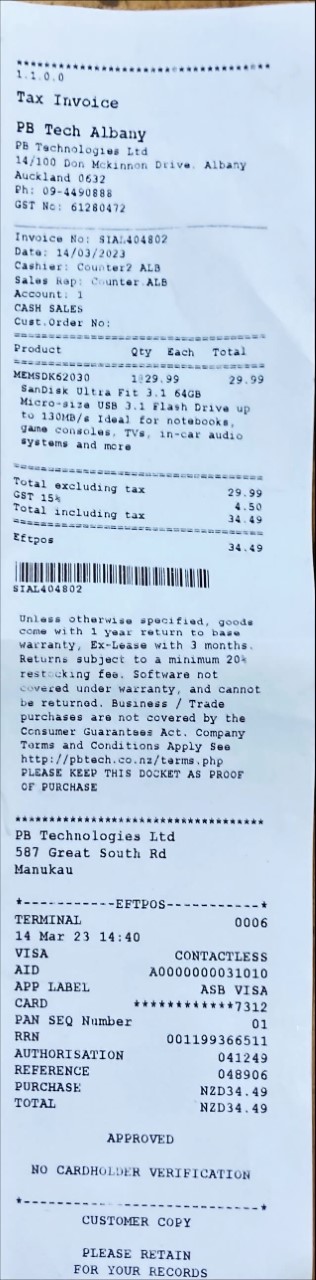 ****************************************
1.1.0.0
Tax Invoice
PB Tech Albany
PB Technologies Ltd
14/100 Don Mckinnon Drive, Albany
Auckland 0632
Ph: 09-4490888
GST No: 61280472
Invoice No: SIAL404802
Date: 14/03/2023
Cashier: Counter2 ALB
Sales Rep: Counter ALB
Account: 1
CASH SALES
Cust.Order No:
========================================
Product Qty Each Total
========================================
MEMSDK62030 1@29.99 29.99
SanDisk Ultra Fit 3.1 64GB
Micro-size USB 3.1 Flash Drive up
to 130MB/s Ideal for notebooks,
game consoles, TVs, in-car audio
systems and more
========================================
Total excluding tax 29.99
GST 15% 4.50
Total including tax 34.49
========================================
Eftpos 34.49
SIAL404802
Unless otherwise specified, goods
come with 1 year return to base
warranty, Ex-Lease with 3 months.
Returns subject to a minimum 20%
restocking fee. Software not
covered under warranty, and cannot
be returned. Business / Trade
purchases are not covered by the
Consumer Guarantees Act. Company
Terms and Conditions Apply See
http://pbtech.co.nz/terms.php
PLEASE KEEP THIS DOCKET AS PROOF
OF PURCHASE
****************************************
PB Technologies Ltd
587 Great South Rd
Manukau
*-----------EFTPOS-----------*
TERMINAL 0006
14 Mar 23 14:40
VISA CONTACTLESS
AID A0000000031010
APP LABEL ASB VISA
CARD ************7312
PAN SEQ Number 01
RRN 001199366511
AUTHORISATION 041249
REFERENCE 048906
PURCHASE NZD34.49
TOTAL NZD34.49
APPROVED
NO CARDHOLDER VERIFICATION
*----------------------------*
CUSTOMER COPY
PLEASE RETAIN
FOR YOUR RECORDS